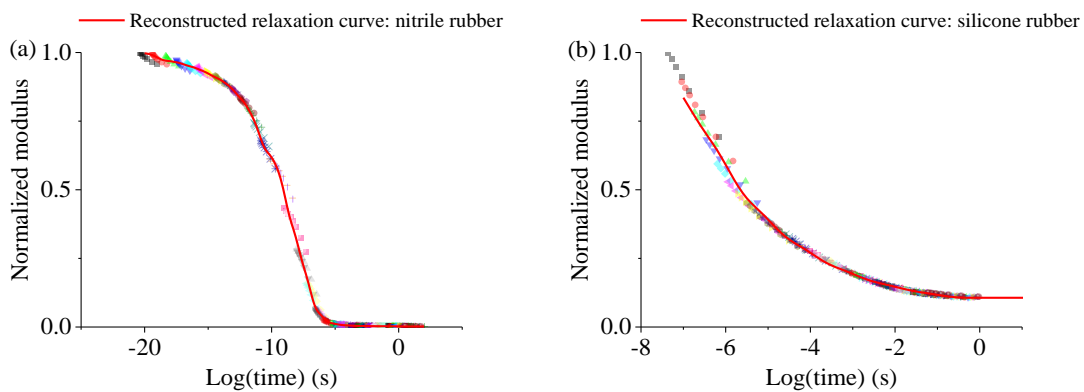 Reconstructed relaxation curve: nitrile rubber
(a)
1.0
0.5
0.0
Normalized modulus
-20 -10 0
Log(time) (s)
Reconstructed relaxation curve: silicone rubber
(b)
1.0
0.5
0.0
Normalized modulus
-8 -6 -4 -2 0
Log(time) (s)